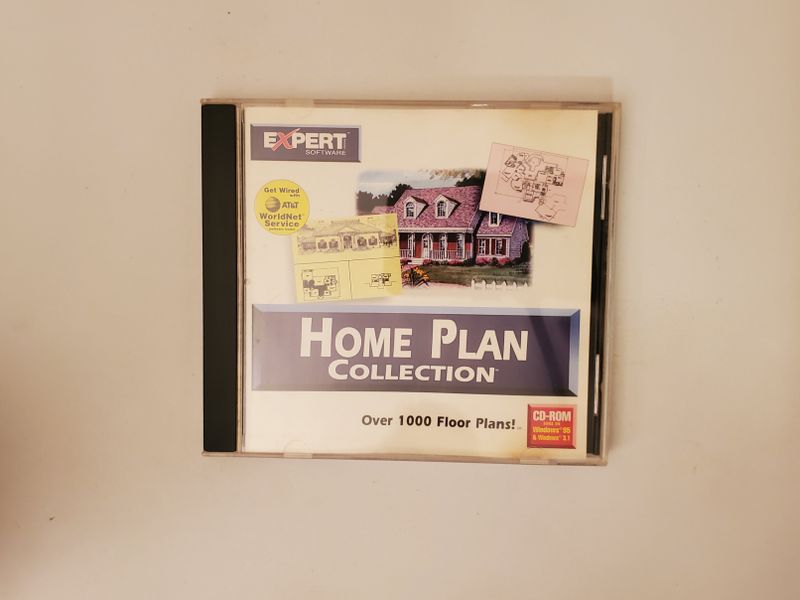 EXPERT
SOFTWARE
Get Wired
with
AT&T
WorldNet®
Service
HOME PLAN
COLLECTION™
Over 1000 Floor Plans!
CD-ROM
Windows® 95
& Windows® 3.1